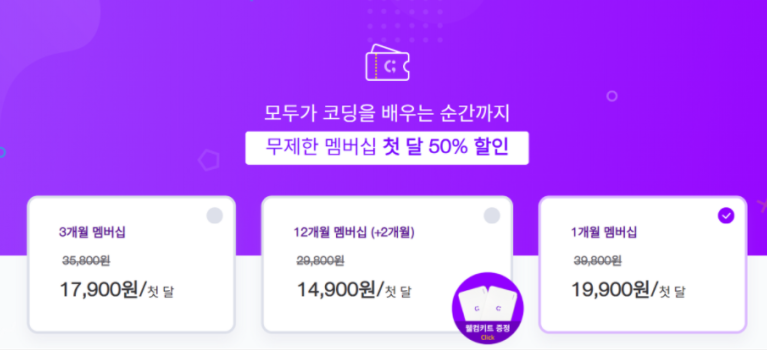 모두가 코딩을 배우는 순간까지
무제한 멤버십 첫 달 50% 할인
3개월 멤버십
35,800원
17,900원/첫 달
12개월 멤버십 (+2개월)
29,800원
14,900원/첫 달
웰컴키트 증정
Click
1개월 멤버십
39,800원
19,900원/첫 달